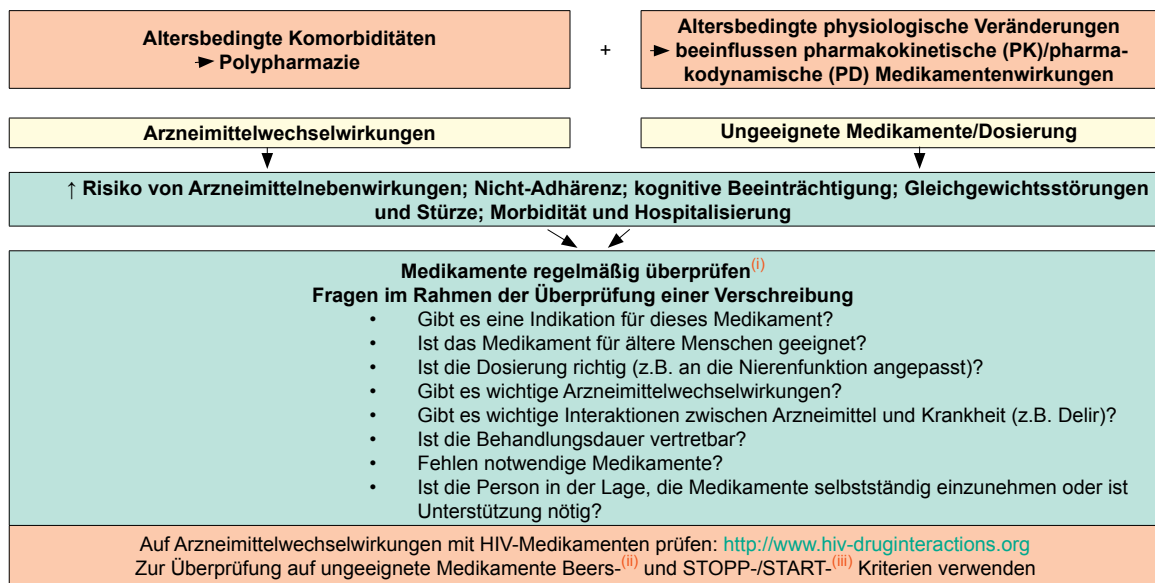 Altersbedingte Komorbiditäten
➔ Polypharmazie
+
Altersbedingte physiologische Veränderungen
➔ beeinflussen pharmakokinetische (PK)/pharma-
kodynamische (PD) Medikamentenwirkungen
Arzneimittelwechselwirkungen
Ungeeignete Medikamente/Dosierung
↑ Risiko von Arzneimittelnebenwirkungen; Nicht-Adhärenz; kognitive Beeinträchtigung; Gleichgewichtsstörungen
und Stürze; Morbidität und Hospitalisierung
Medikamente regelmäßig überprüfen(i)
Fragen im Rahmen der Überprüfung einer Verschreibung
• Gibt es eine Indikation für dieses Medikament?
• Ist das Medikament für ältere Menschen geeignet?
• Ist die Dosierung richtig (z.B. an die Nierenfunktion angepasst)?
• Gibt es wichtige Arzneimittelwechselwirkungen?
• Gibt es wichtige Interaktionen zwischen Arzneimittel und Krankheit (z.B. Delir)?
• Ist die Behandlungsdauer vertretbar?
• Fehlen notwendige Medikamente?
• Ist die Person in der Lage, die Medikamente selbstständig einzunehmen oder ist
Unterstützung nötig?
Auf Arzneimittelwechselwirkungen mit HIV-Medikamenten prüfen: http://www.hiv-druginteractions.org
Zur Überprüfung auf ungeeignete Medikamente Beers-(ii) und STOPP-/START-(iii) Kriterien verwenden